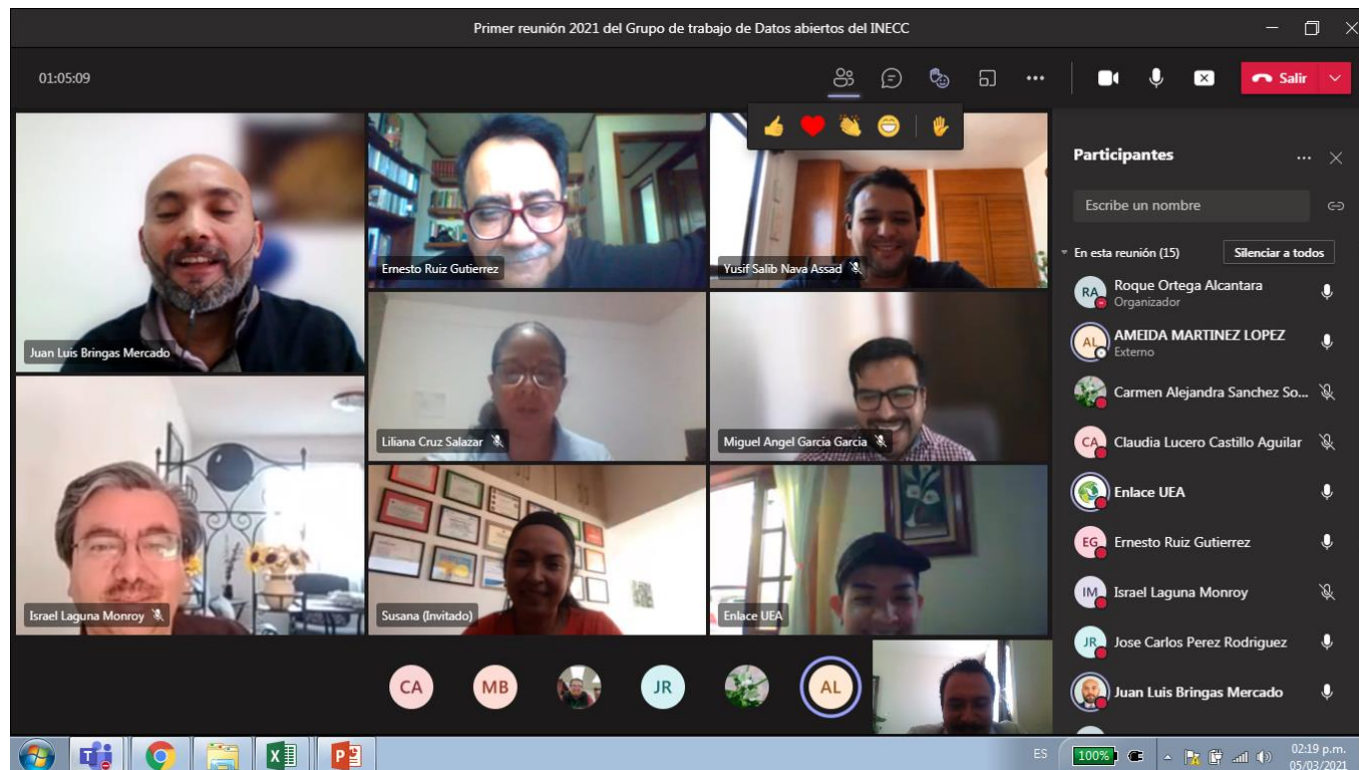 Primer reunión 2021 del Grupo de trabajo de Datos abiertos del INECC
01:05:09
Salir
Juan Luis Bringas Mercado
Ernesto Ruiz Gutierrez
Yusif Salib Nava Assad
Liliana Cruz Salazar
Miguel Angel Garcia Garcia
Israel Laguna Monroy
Susana (Invitado)
Enlace UEA
CA
MB
JR
AL
Participantes
Escribe un nombre
En esta reunión (15)
Silenciar a todos
RA
Roque Ortega Alcantara
Organizador
AL
AMEIDA MARTINEZ LOPEZ
Externo
Carmen Alejandra Sanchez So...
CA
Claudia Lucero Castillo Aguilar
Enlace UEA
EG
Ernesto Ruiz Gutierrez
IM
Israel Laguna Monroy
JR
Jose Carlos Perez Rodriguez
Juan Luis Bringas Mercado
ES
100%
02:19 p.m.
05/03/2021